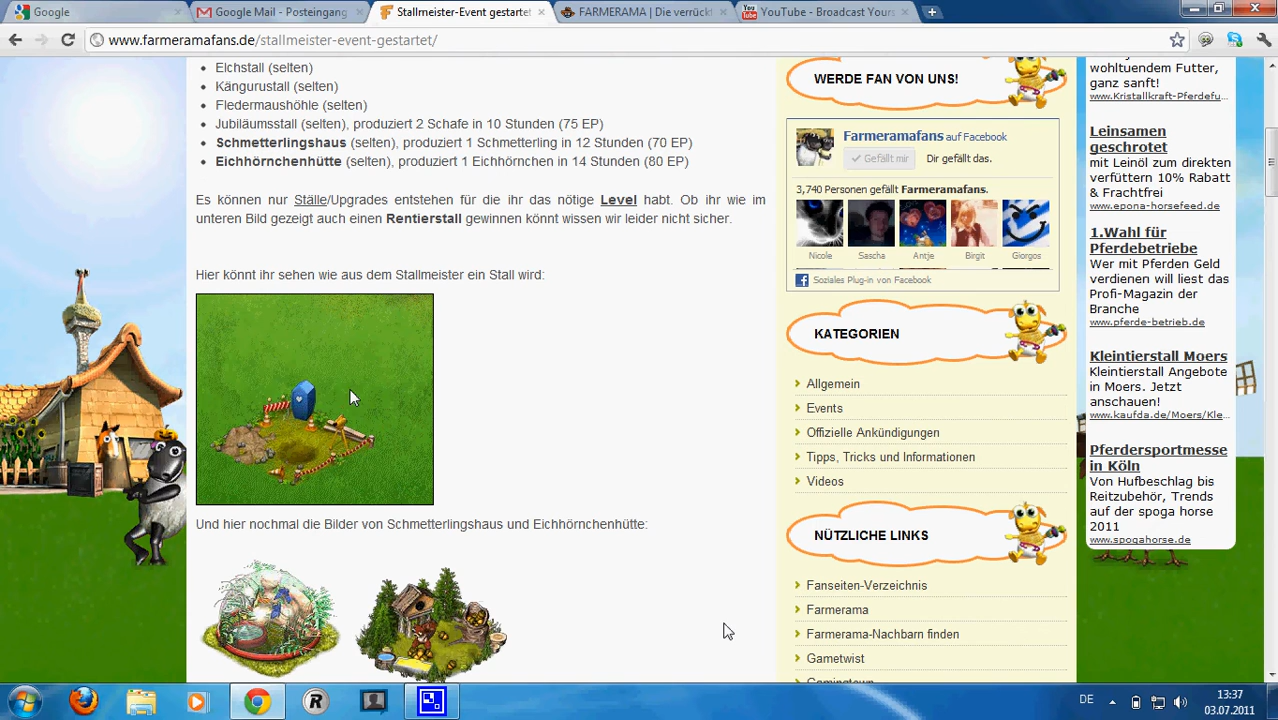 Google
Google Mail - Posteingang
Stallmeister-Event gestartet
FARMERAMA | Die verrückt
YouTube - Broadcast Yours
www.farmeramafans.de/stallmeister-event-gestartet/
Elchstall (selten)
Kängurustall (selten)
Fledermaushöhle (selten)
Jubiläumsstall (selten), produziert 2 Schafe in 10 Stunden (75 EP)
Schmetterlingshaus (selten), produziert 1 Schmetterling in 12 Stunden (70 EP)
Eichhörnchenhütte (selten), produziert 1 Eichhörnchen in 14 Stunden (80 EP)
Es können nur Ställe/Upgrades entstehen für die ihr das nötige Level habt. Ob ihr wie im
unteren Bild gezeigt auch einen Rentierstall gewinnen könnt wissen wir leider nicht sicher.
Hier könnt ihr sehen wie aus dem Stallmeister ein Stall wird:
Und hier nochmal die Bilder von Schmetterlingshaus und Eichhörnchenhütte:
WERDE FAN VON UNS!
Farmeramafans auf Facebook
Gefällt mir
Dir gefällt das.
3,740 Personen gefällt Farmeramafans.
Nicole
Sascha
Antje
Birgit
Giorgos
Soziales Plug-in von Facebook
KATEGORIEN
Allgemein
Events
Offizielle Ankündigungen
Tipps, Tricks und Informationen
Videos
NÜTZLICHE LINKS
Fanseiten-Verzeichnis
Farmerama
Farmerama-Nachbarn finden
Gametwist
Gamingtown
wohltuendem Futter,
ganz sanft!
www.Kristallkraft-Pferdefu...
Leinsamen
geschrotet
mit Leinöl zum direkten
verfüttern 10% Rabatt
& Frachtfrei
www.epona-horsefeed.de
1.Wahl für
Pferdebetriebe
Wer mit Pferden Geld
verdienen will liest das
Profi-Magazin der
Branche
www.pferde-betrieb.de
Kleintierstall Moers
Kleintierstall Angebote
in Moers. Jetzt
anschauen!
www.kaufda.de/Moers/Kle...
Pferdersportmesse
in Köln
Von Hufbeschlag bis
Reitzubehör, Trends
auf der spoga horse
2011
www.spogahorse.de
DE
13:37
03.07.2011